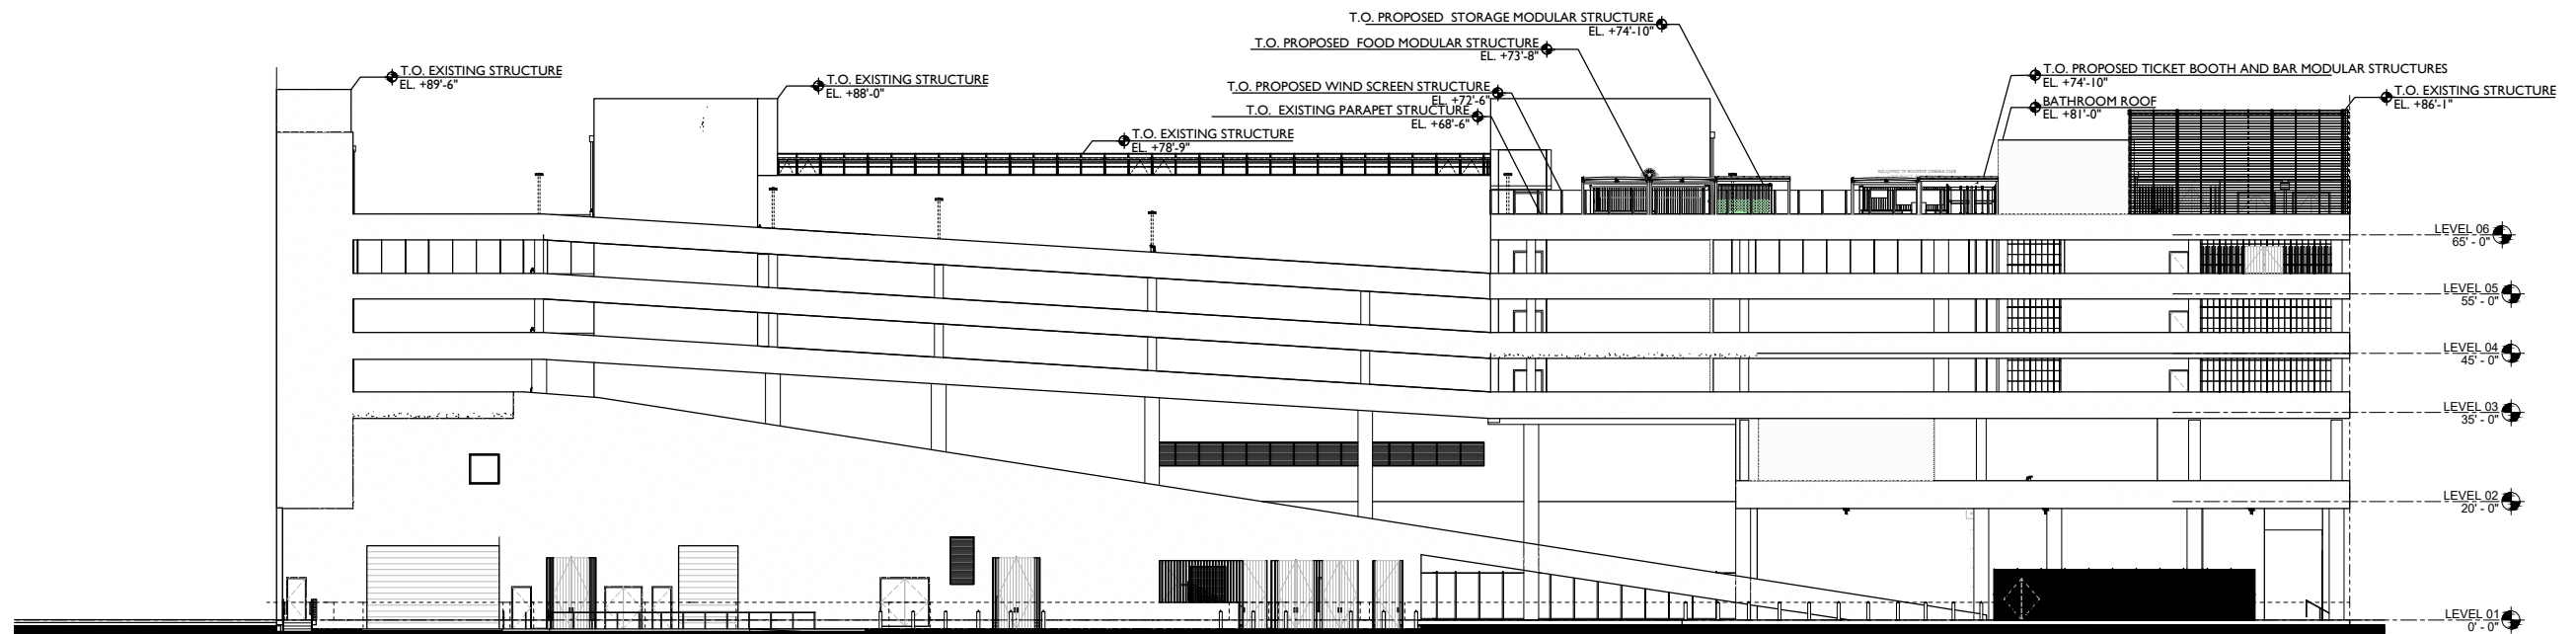 T.O. PROPOSED  STORAGE MODULAR STRUCTURE
EL. +74'-10"
T.O. PROPOSED  FOOD MODULAR STRUCTURE
EL. +73'-8"
T.O. EXISTING STRUCTURE
EL. +89'-6"
T.O. EXISTING STRUCTURE
EL. +88'-0"
T.O. PROPOSED WIND SCREEN STRUCTURE
EL. +72'-6"
T.O.  EXISTING PARAPET STRUCTURE
EL. +68'-6"
T.O. PROPOSED TICKET BOOTH AND BAR MODULAR STRUCTURES
EL. +74'-10"
T.O. EXISTING STRUCTURE
EL. +86'-1"
BATHROOM ROOF
EL. +81'-0"
T.O. EXISTING STRUCTURE
EL. +78'-9"
LEVEL 06
65' - 0"
LEVEL 05
55' - 0"
LEVEL 04
45' - 0"
LEVEL 03
35' - 0"
LEVEL 02
20' - 0"
LEVEL 01
0' - 0"